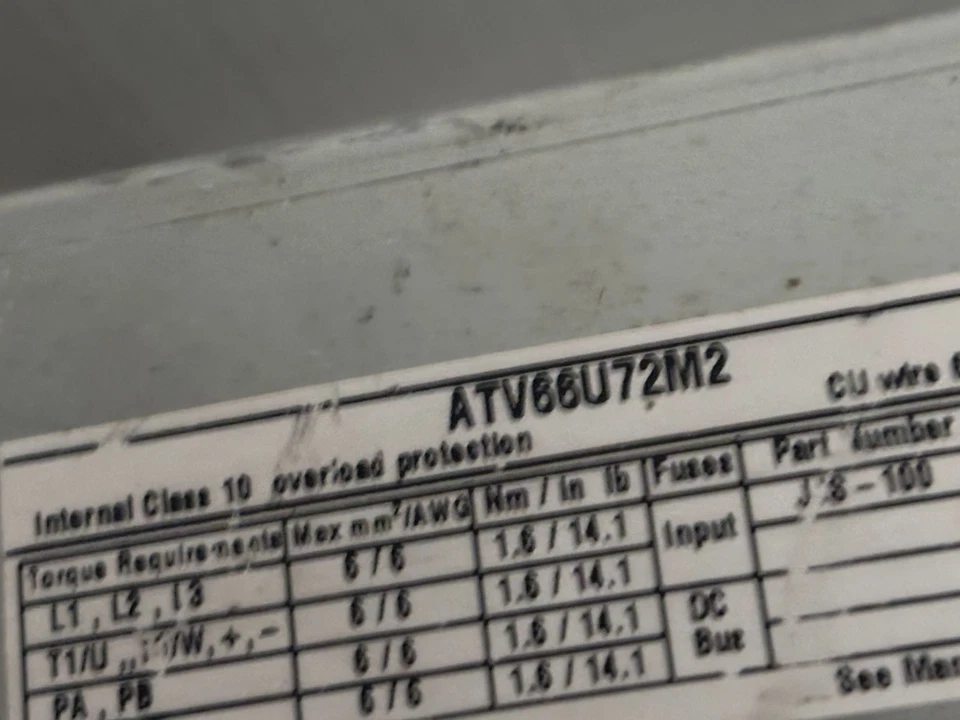 ATV66U72M2
CU wire
Internal Class 10 overload protection
Torque Requirements Max mm²/AWG Nm / in lb Fuses Part Number
L1, L2, L3 6 / 6 1.6 / 14.1 Input -100
T1/U /W, +, - 6 / 6 1.6 / 14.1
PA, PB 6 / 6 1.6 / 14.1 DC Bus
6 / 6 1.6 / 14.1 See